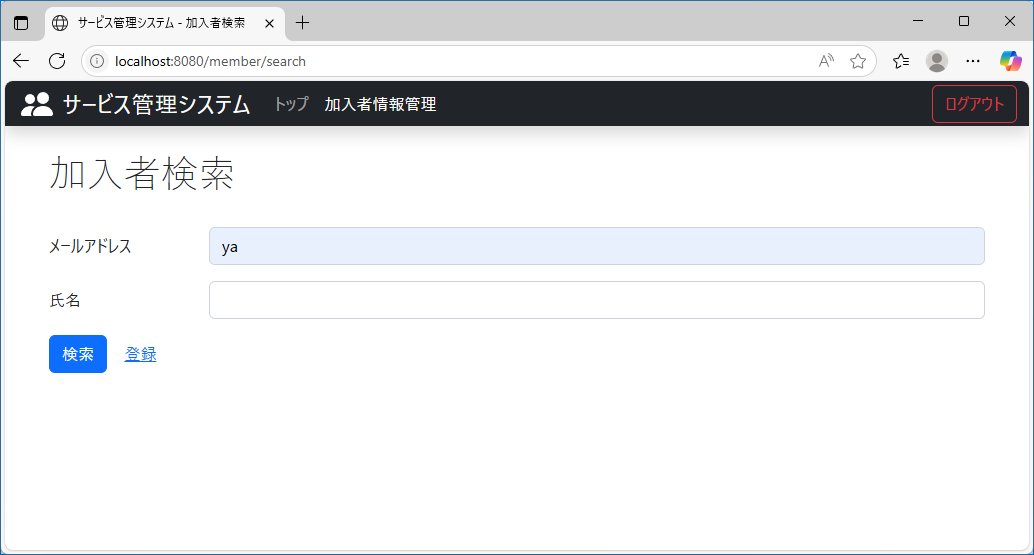 サービス管理システム - 加入者検索
localhost:8080/member/search
サービス管理システム トップ 加入者情報管理 ログアウト
加入者検索
メールアドレス ya
氏名
検索 登録